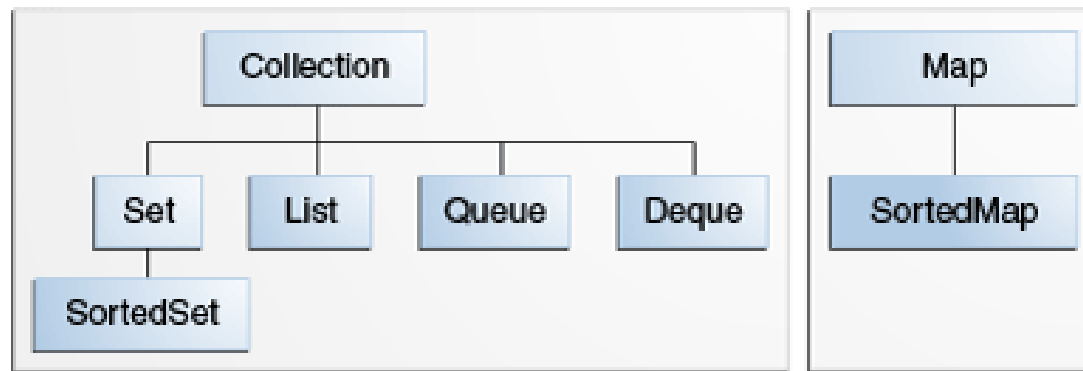 Collection
Map
Set
List
Queue
Deque
SortedMap
SortedSet